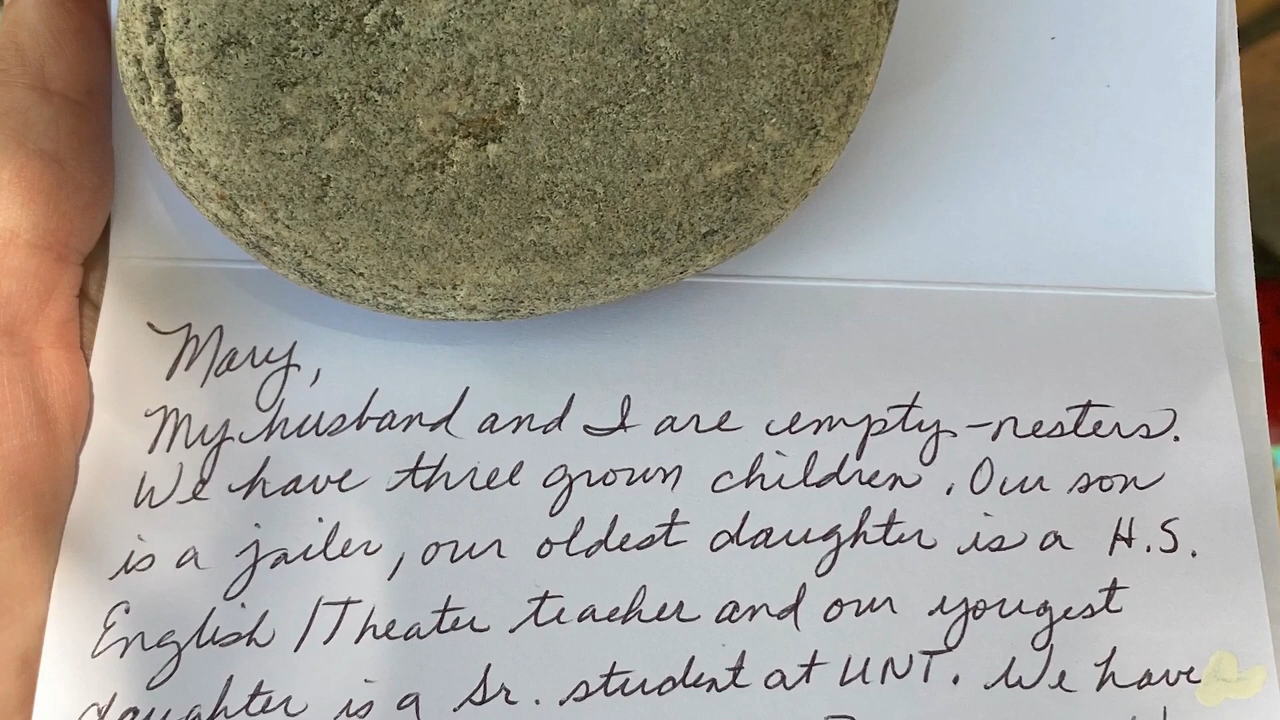 Mary,
My husband and I are empty-nesters.
We have three grown children. Our son
is a jailer, our oldest daughter is a H.S.
English/Theater teacher and our yougest
daughter is a Sr. student at UNT. We have